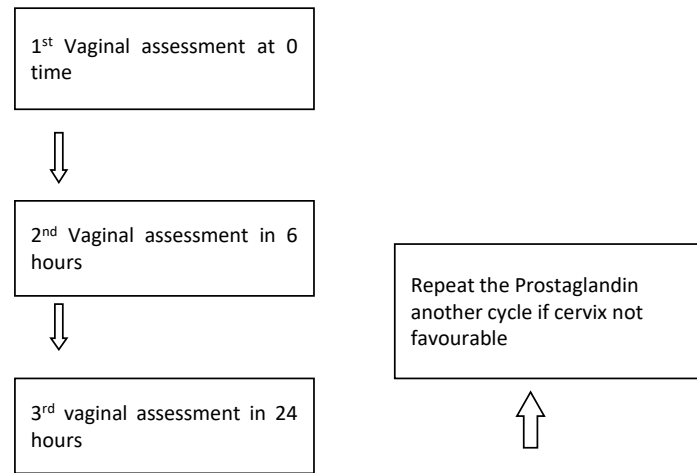 1st Vaginal assessment at 0
time
2nd Vaginal assessment in 6
hours
Repeat the Prostaglandin
another cycle if cervix not
favourable
3rd vaginal assessment in 24
hours